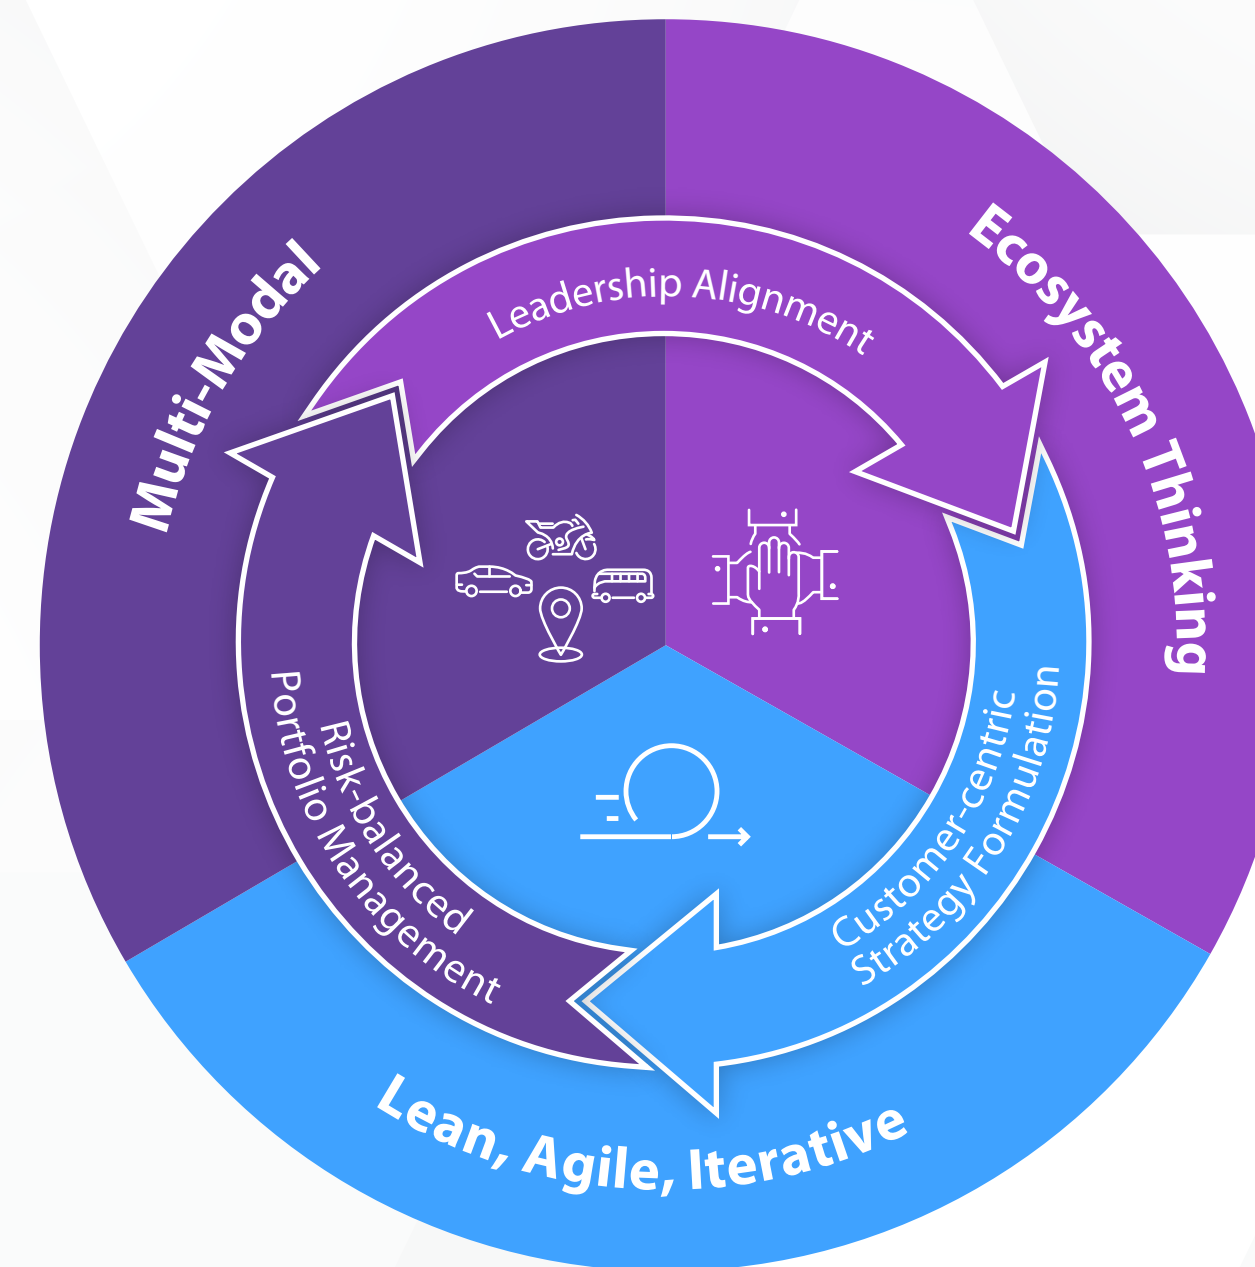 Multi-Modal
Ecosystem Thinking
Leadership Alignment
Customer-centric
Strategy Formulation
Risk-balanced
Portfolio Management
Lean, Agile, Iterative